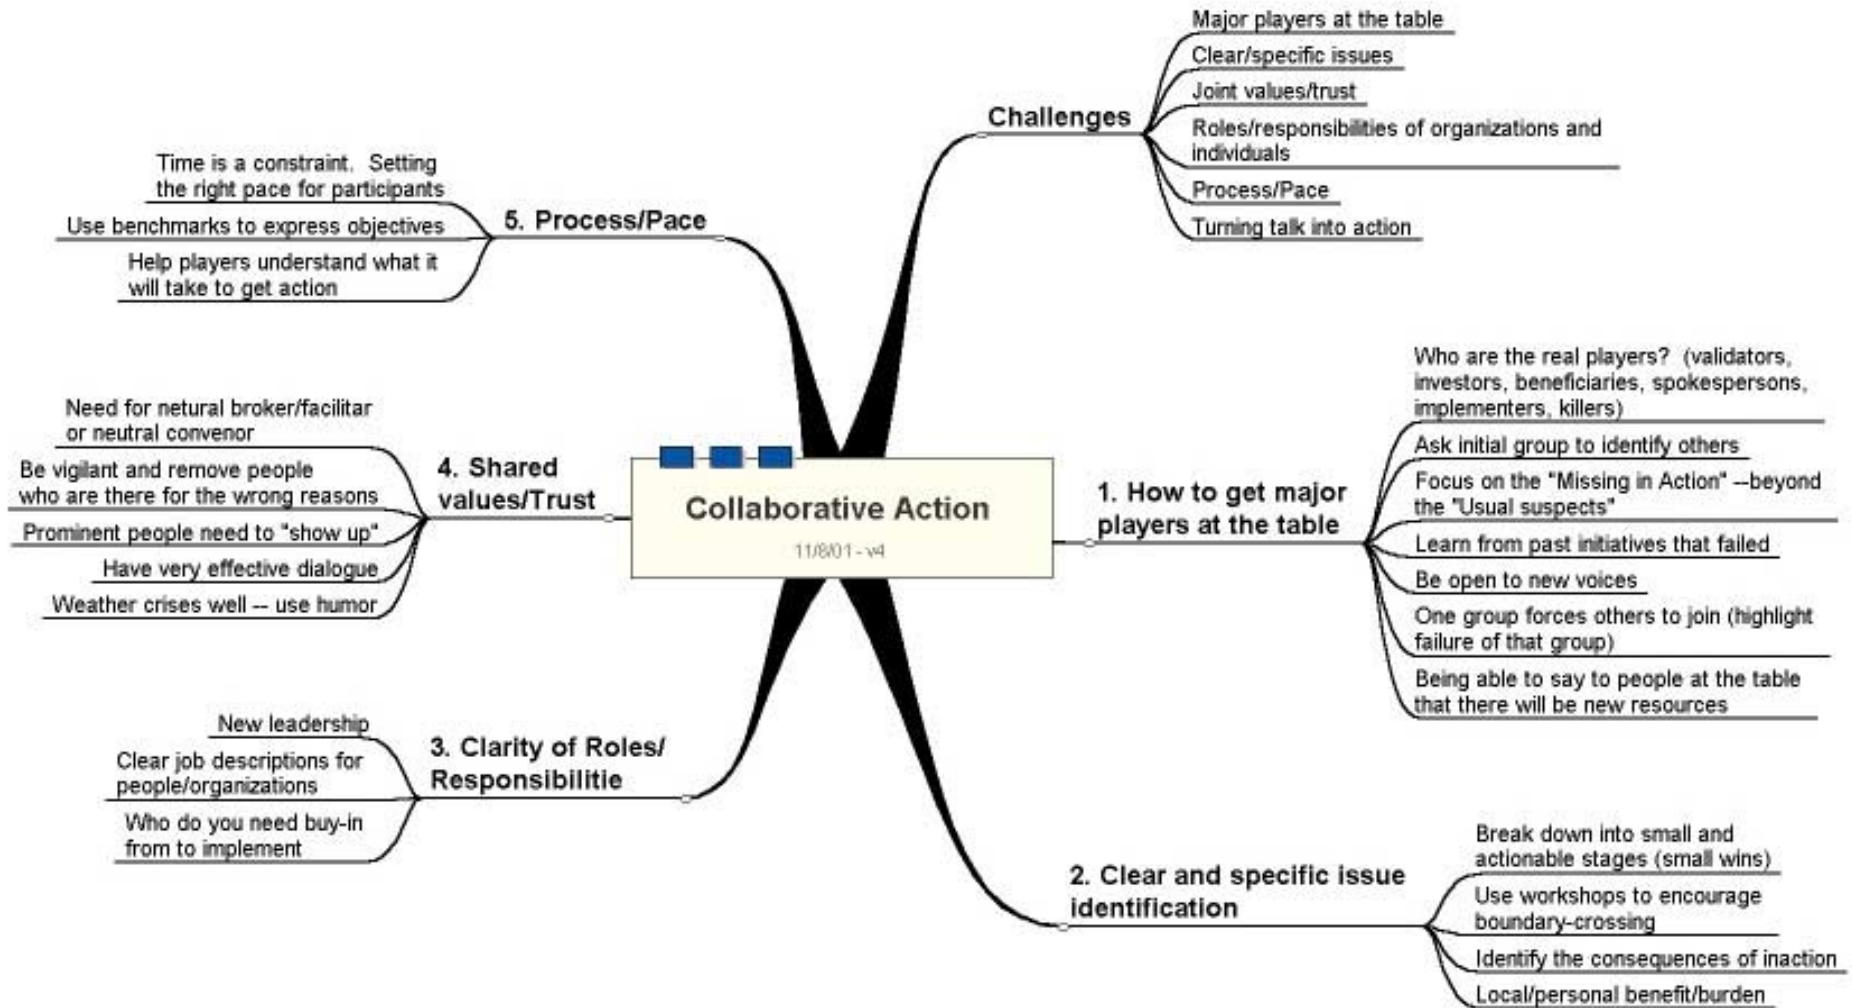 Collaborative Action
11/8/01 - v4
Challenges
Major players at the table
Clear/specific issues
Joint values/trust
Roles/responsibilities of organizations and
individuals
Process/Pace
Turning talk into action
1. How to get major
players at the table
Who are the real players?  (validators,
investors, beneficiaries, spokespersons,
implementers, killers)
Ask initial group to identify others
Focus on the "Missing in Action" --beyond
the "Usual suspects"
Learn from past initiatives that failed
Be open to new voices
One group forces others to join (highlight
failure of that group)
Being able to say to people at the table
that there will be new resources
2. Clear and specific issue
identification
Break down into small and
actionable stages (small wins)
Use workshops to encourage
boundary-crossing
Identify the consequences of inaction
Local/personal benefit/burden
3. Clarity of Roles/
Responsibilitie
New leadership
Clear job descriptions for
people/organizations
Who do you need buy-in
from to implement
4. Shared
values/Trust
Need for netural broker/facilitar
or neutral convenor
Be vigilant and remove people
who are there for the wrong reasons
Prominent people need to "show up"
Have very effective dialogue
Weather crises well -- use humor
5. Process/Pace
Time is a constraint.  Setting
the right pace for participants
Use benchmarks to express objectives
Help players understand what it
will take to get action